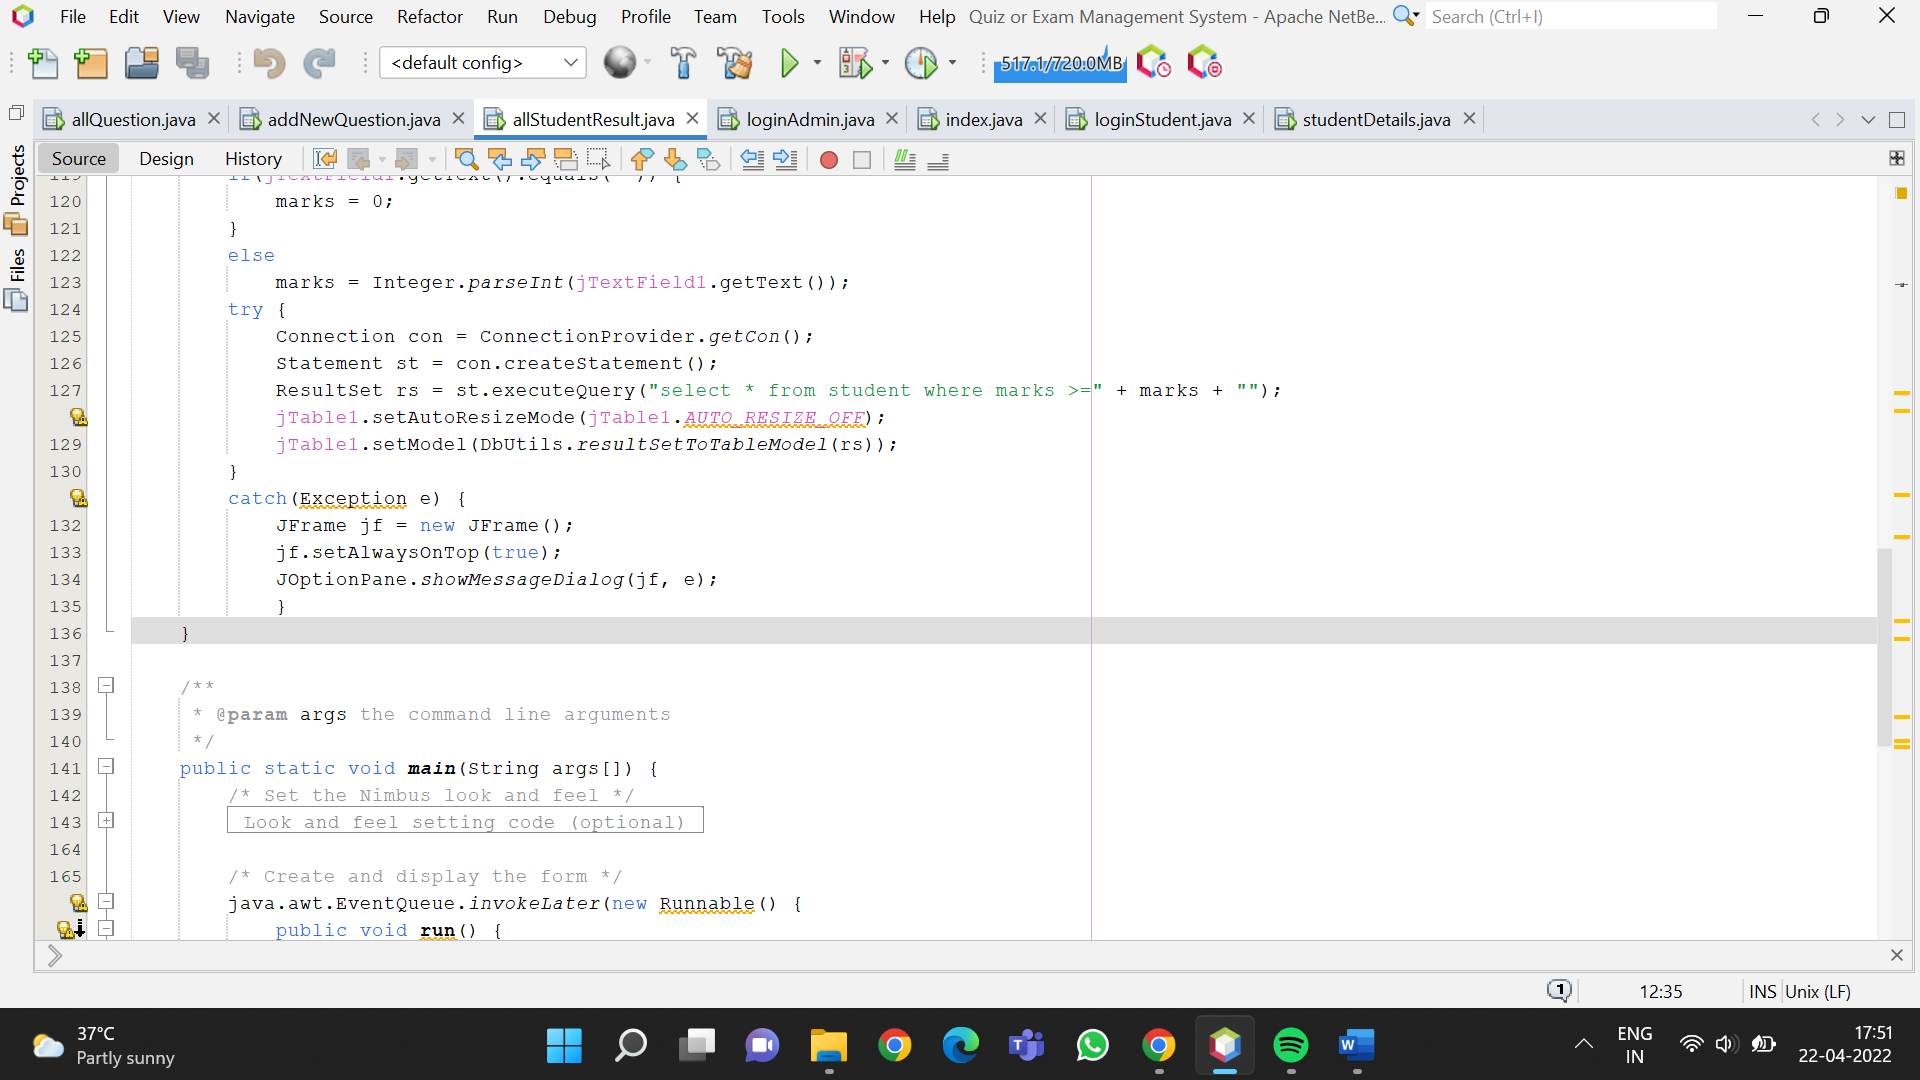 File Edit View Navigate Source Refactor Run Debug Profile Team Tools Window Help Quiz or Exam Management System - Apache NetBe... Search (Ctrl+I)
<default config> 517.1/720.0MB
allQuestion.java addNewQuestion.java allStudentResult.java loginAdmin.java index.java loginStudent.java studentDetails.java
Source Design History
Projects
Files
120 marks = 0;
121 }
122 else
123 marks = Integer.parseInt(jTextField1.getText());
124 try {
125 Connection con = ConnectionProvider.getCon();
126 Statement st = con.createStatement();
127 ResultSet rs = st.executeQuery("select * from student where marks >=" + marks + "");
jTable1.setAutoResizeMode(jTable1.AUTO_RESIZE_OFF);
129 jTable1.setModel(DbUtils.resultSetToTableModel(rs));
130 }
catch(Exception e) {
132 JFrame jf = new JFrame();
133 jf.setAlwaysOnTop(true);
134 JOptionPane.showMessageDialog(jf, e);
135 }
136 }
137
138 /**
139 * @param args the command line arguments
140 */
141 public static void main(String args[]) {
142 /* Set the Nimbus look and feel */
143 Look and feel setting code (optional)
164
165 /* Create and display the form */
java.awt.EventQueue.invokeLater(new Runnable() {
public void run() {
1 12:35 INS Unix (LF)
37°C
Partly sunny
ENG
IN
17:51
22-04-2022